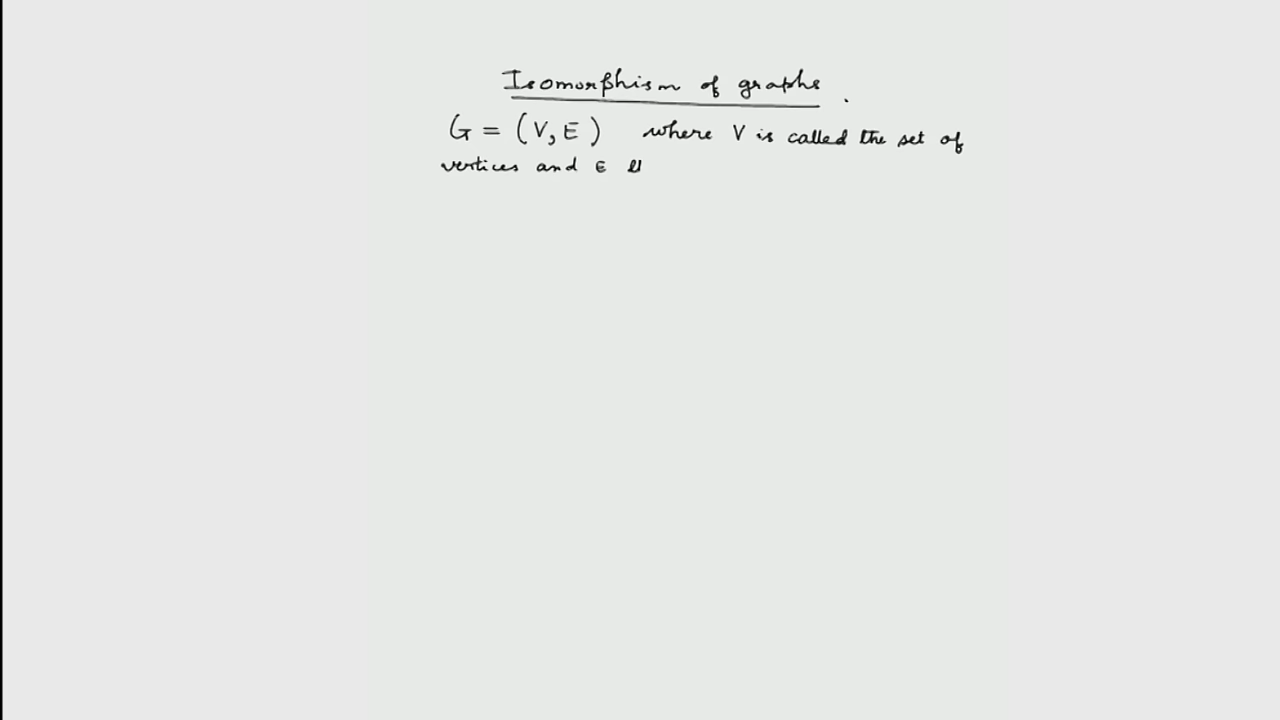 Isomorphism of graphs.
G = (V, E) where V is called the set of
vertices and E